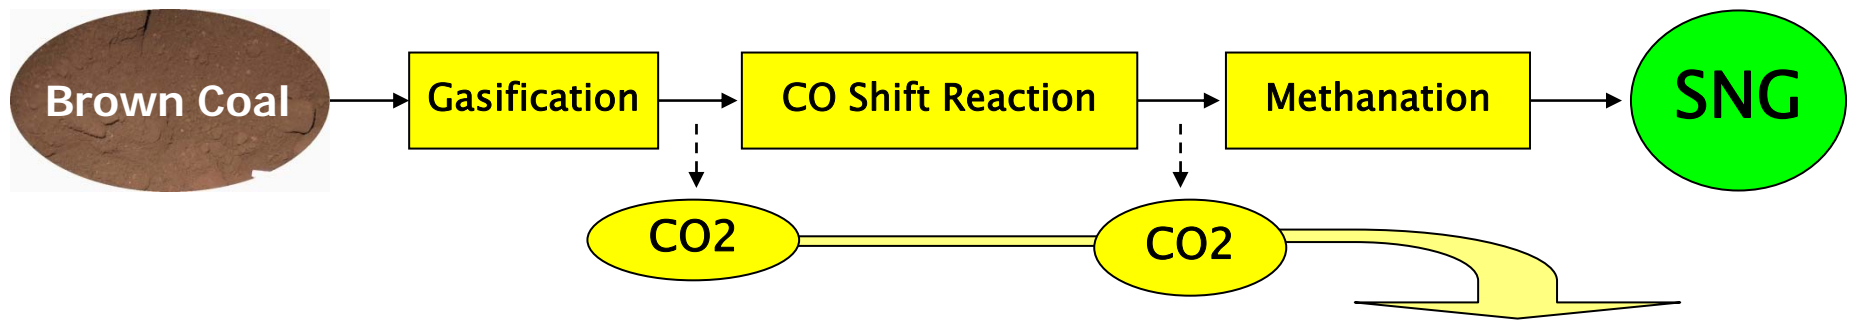 Brown Coal
Gasification
CO Shift Reaction
Methanation
SNG
CO2
CO2